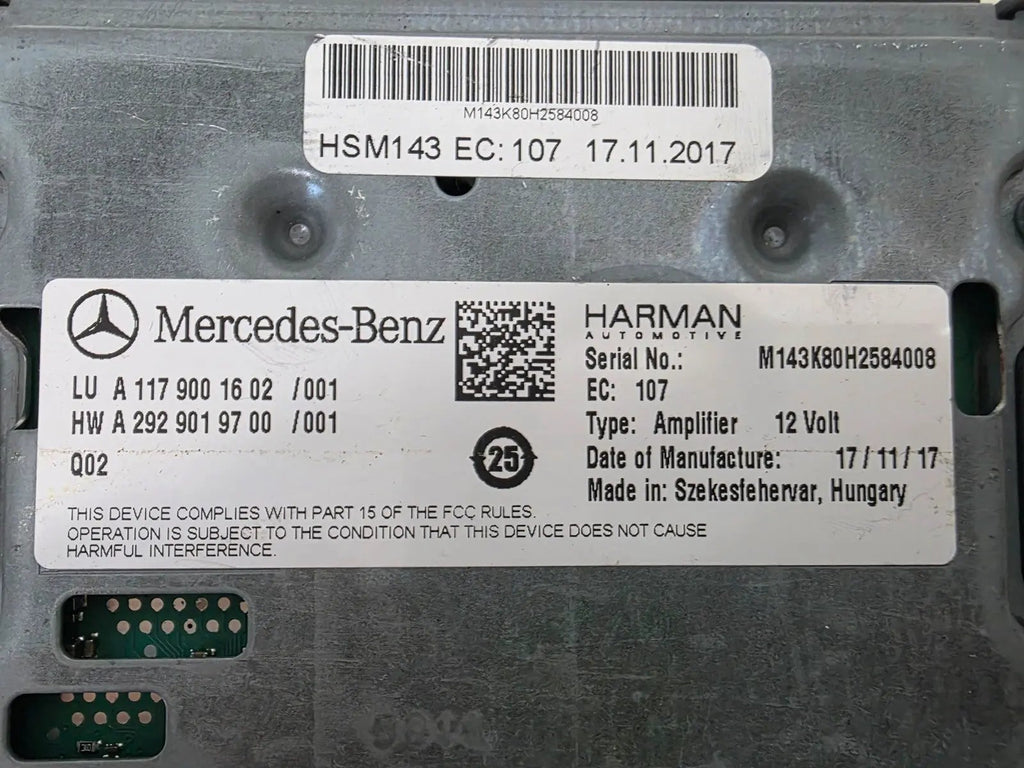 M143K80H2584008
HSM143 EC: 107 17.11.2017
Mercedes-Benz
LU A 117 900 16 02 /001
HW A 292 901 97 00 /001
Q02
25
HARMAN
AUTOMOTIVE
Serial No.: M143K80H2584008
EC: 107
Type: Amplifier 12 Volt
Date of Manufacture: 17/11/17
Made in: Szekesfehervar, Hungary
THIS DEVICE COMPLIES WITH PART 15 OF THE FCC RULES.
OPERATION IS SUBJECT TO THE CONDITION THAT THIS DEVICE DOES NOT CAUSE
HARMFUL INTERFERENCE.